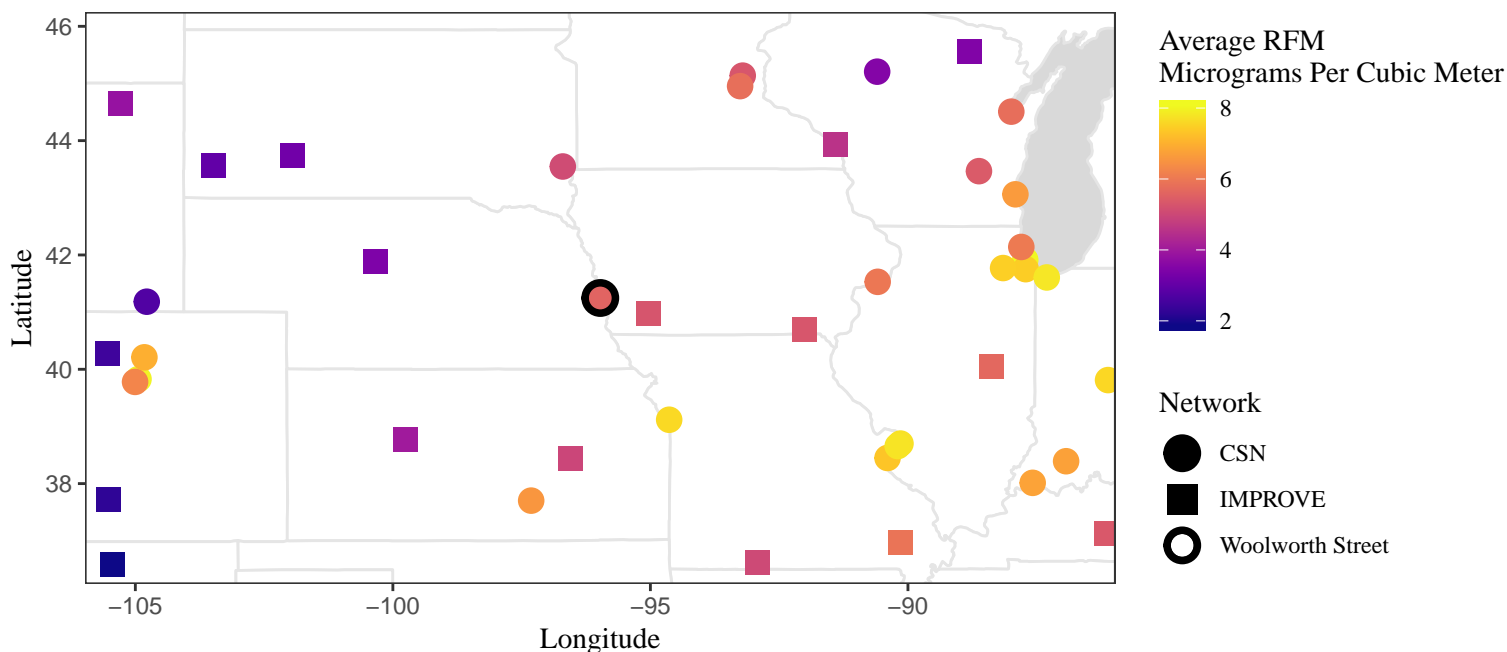 46
44
42
40
38
Latitude
−105
−100
−95
−90
Longitude
Average RFM
Micrograms Per Cubic Meter
8
6
4
2
Network
CSN
IMPROVE
Woolworth Street